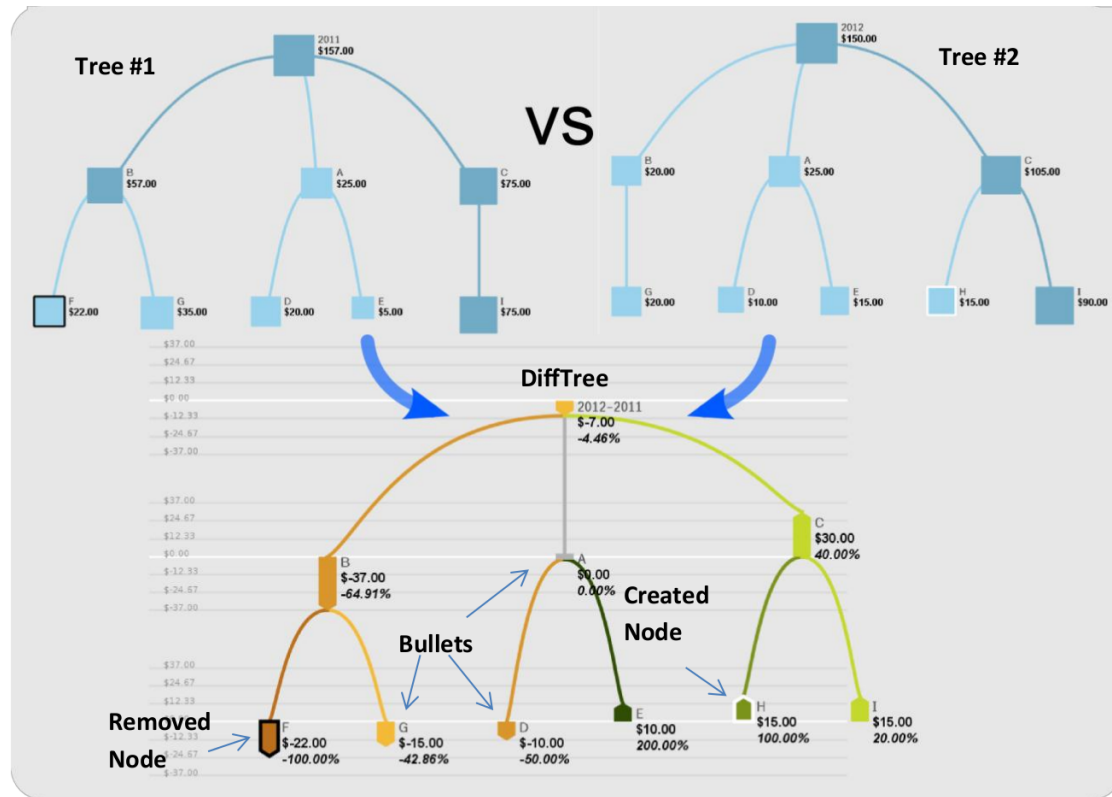 Tree #1
2011
$157.00
B
$57.00
A
$25.00
C
$75.00
F
$22.00
G
$35.00
D
$20.00
E
$5.00
I
$75.00
VS
Tree #2
2012
$150.00
B
$20.00
A
$25.00
C
$105.00
G
$20.00
D
$10.00
E
$15.00
H
$15.00
I
$90.00
DiffTree
$37.00
$24.67
$12.33
$0.00
$-12.33
$-24.67
$-37.00
2012-2011
$-7.00
-4.46%
$37.00
$24.67
$12.33
$0.00
$-12.33
$-24.67
$-37.00
B
$-37.00
-64.91%
A
$0.00
0.00%
C
$30.00
40.00%
Bullets
Created
Node
$37.00
$24.67
$12.33
$-12.33
$-24.67
$-37.00
Removed
Node
F
$-22.00
-100.00%
G
$-15.00
-42.86%
D
$-10.00
-50.00%
E
$10.00
200.00%
H
$15.00
100.00%
I
$15.00
20.00%